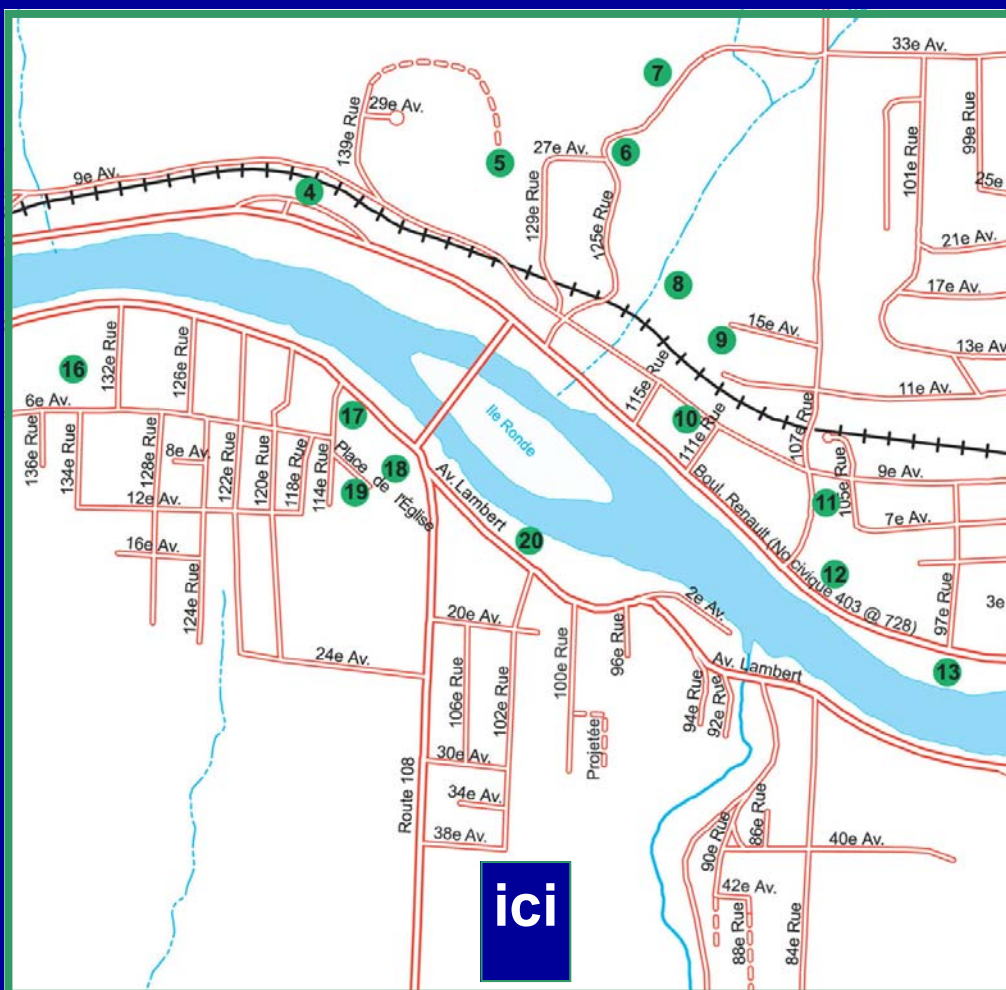 33e Av.
7
29e Av.
139e Rue
99e Rue
101e Rue
27e Av.
6
5
9e Av.
4
25e
129e Rue
125e Rue
21e Av.
8
17e Av.
15e Av.
9
13e Av.
132e Rue
126e Rue
16
11e Av.
115e Rue
6e Av.
17
10
Ile Ronde
111e Rue
107e Rue
136e Rue
134e Rue
128e Rue
8e Av.
122e Rue
120e Rue
118e Rue
114e Rue
Place
de
l'Église
18
19
Av. Lambert
9e Av.
105e Rue
11
12e Av.
7e Av.
Boul. Renault (No civique 403 @ 728)
20
16e Av.
12
124e Rue
2e Av.
97e Rue
3e
20e Av.
96e Rue
100e Rue
24e Av.
Av. Lambert
13
106e Rue
102e Rue
94e Rue
92e Rue
Projetée
30e Av.
Route 108
34e Av.
38e Av.
90e Rue
86e Rue
40e Av.
42e Av.
88e Rue
84e Rue
ici